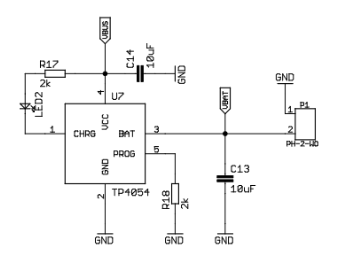 VBUS
C14
10uF
GND
R17
2k
LED2
U7
4
VCC
1
CHRG
BAT
3
PROG
5
GND
2
TP4054
VBAT
GND
P1
1
2
PH-2-WO
C13
10uF
R18
2k
GND
GND
GND